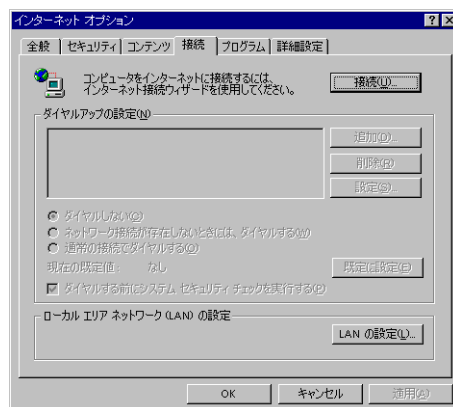 インターネット オプション
全般 セキュリティ コンテンツ 接続 プログラム 詳細設定
コンピュータをインターネットに接続するには、
インターネット接続ウィザードを使用してください。
接続(U)...
ダイヤルアップの設定(N)
追加(D)...
削除(R)
設定(S)...
ダイヤルしない(C)
ネットワーク接続が存在しないときには、ダイヤルする(W)
通常の接続でダイヤルする(O)
現在の既定値: なし
既定に設定(E)
ダイヤルする前にシステム セキュリティ チェックを実行する(P)
ローカル エリア ネットワーク (LAN) の設定
LAN の設定(L)...
OK キャンセル 適用(A)